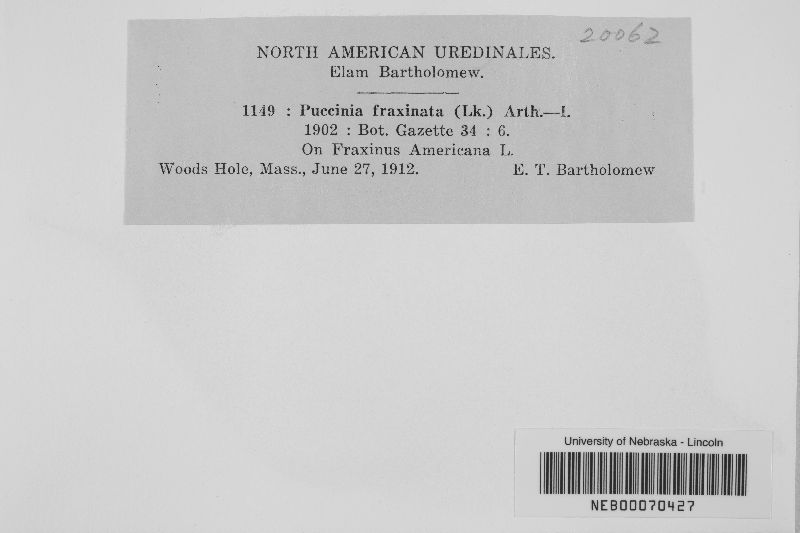 20062
NORTH AMERICAN UREDINALES.
Elam Bartholomew.
1149 : Puccinia fraxinata (Lk.) Arth.—I.
1902 : Bot. Gazette 34 : 6.
On Fraxinus Americana L.
Woods Hole, Mass., June 27, 1912. E. T. Bartholomew
University of Nebraska - Lincoln
NEB00070427